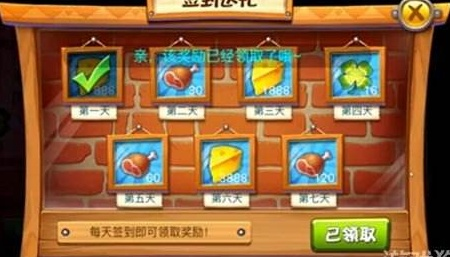 签到送礼
亲，该奖励已经领取了哦~
1888 30 1888 16
第一天 第二天 第三天 第四天
60 3888 120
第五天 第六天 第七天
每天签到即可领取奖励！
已领取